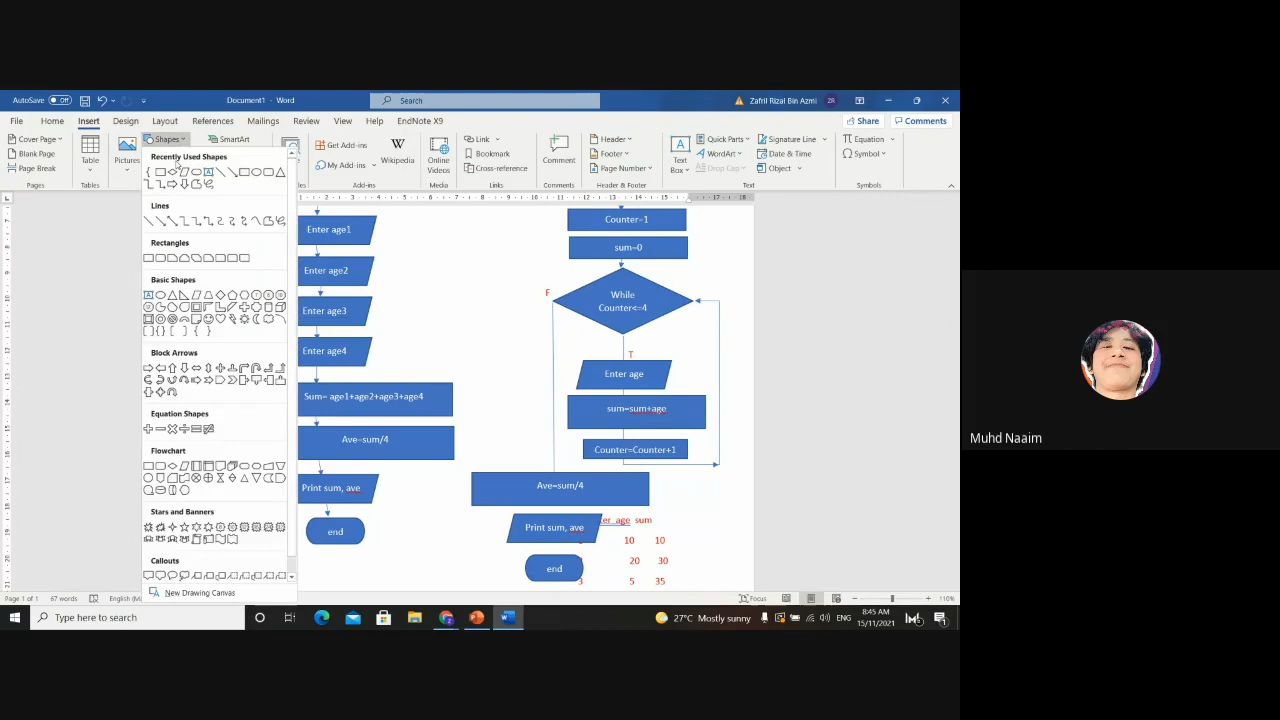 AutoSave Off
Document1 - Word
Search
Zafril Rizal Bin Azmi
ZR
File Home Insert Draw Design Layout References Mailings Review View Help EndNote X9
Share
Comments
Cover Page
Blank Page
Page Break
Pages
Table
Tables
Pictures
Shapes
SmartArt
Get Add-ins
My Add-ins
Wikipedia
Online Videos
Media
Link
Bookmark
Cross-reference
Links
Comment
Comments
Header
Footer
Page Number
Header & Footer
Text Box
Quick Parts
WordArt
Drop Cap
Signature Line
Date & Time
Object
Text
Equation
Symbol
Symbols
Recently Used Shapes
Lines
Rectangles
Basic Shapes
Block Arrows
Equation Shapes
Flowchart
Stars and Banners
Callouts
New Drawing Canvas
Enter age1
Enter age2
Enter age3
Enter age4
Sum= age1+age2+age3+age4
Ave=sum/4
Print sum, ave
end
Counter=1
sum=0
While
Counter<=4
F
T
Enter age
sum=sum+age
Counter=Counter+1
Ave=sum/4
Print sum, ave
end
age sum
10 10
20 30
3 5 35
Page 1 of 1
67 words
Focus
110%
Type here to search
27°C Mostly sunny
ENG
8:45 AM
15/11/2021
Muhd Naaim